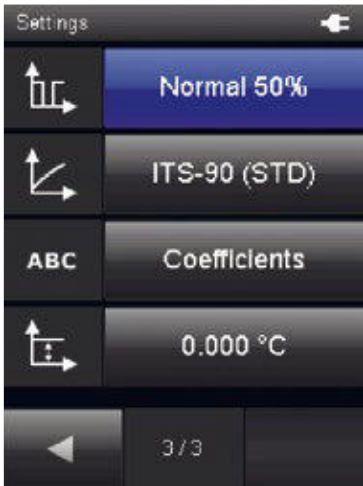 Settings
Normal 50%
ITS-90 (STD)
ABC
Coefficients
0.000 °C
3/3